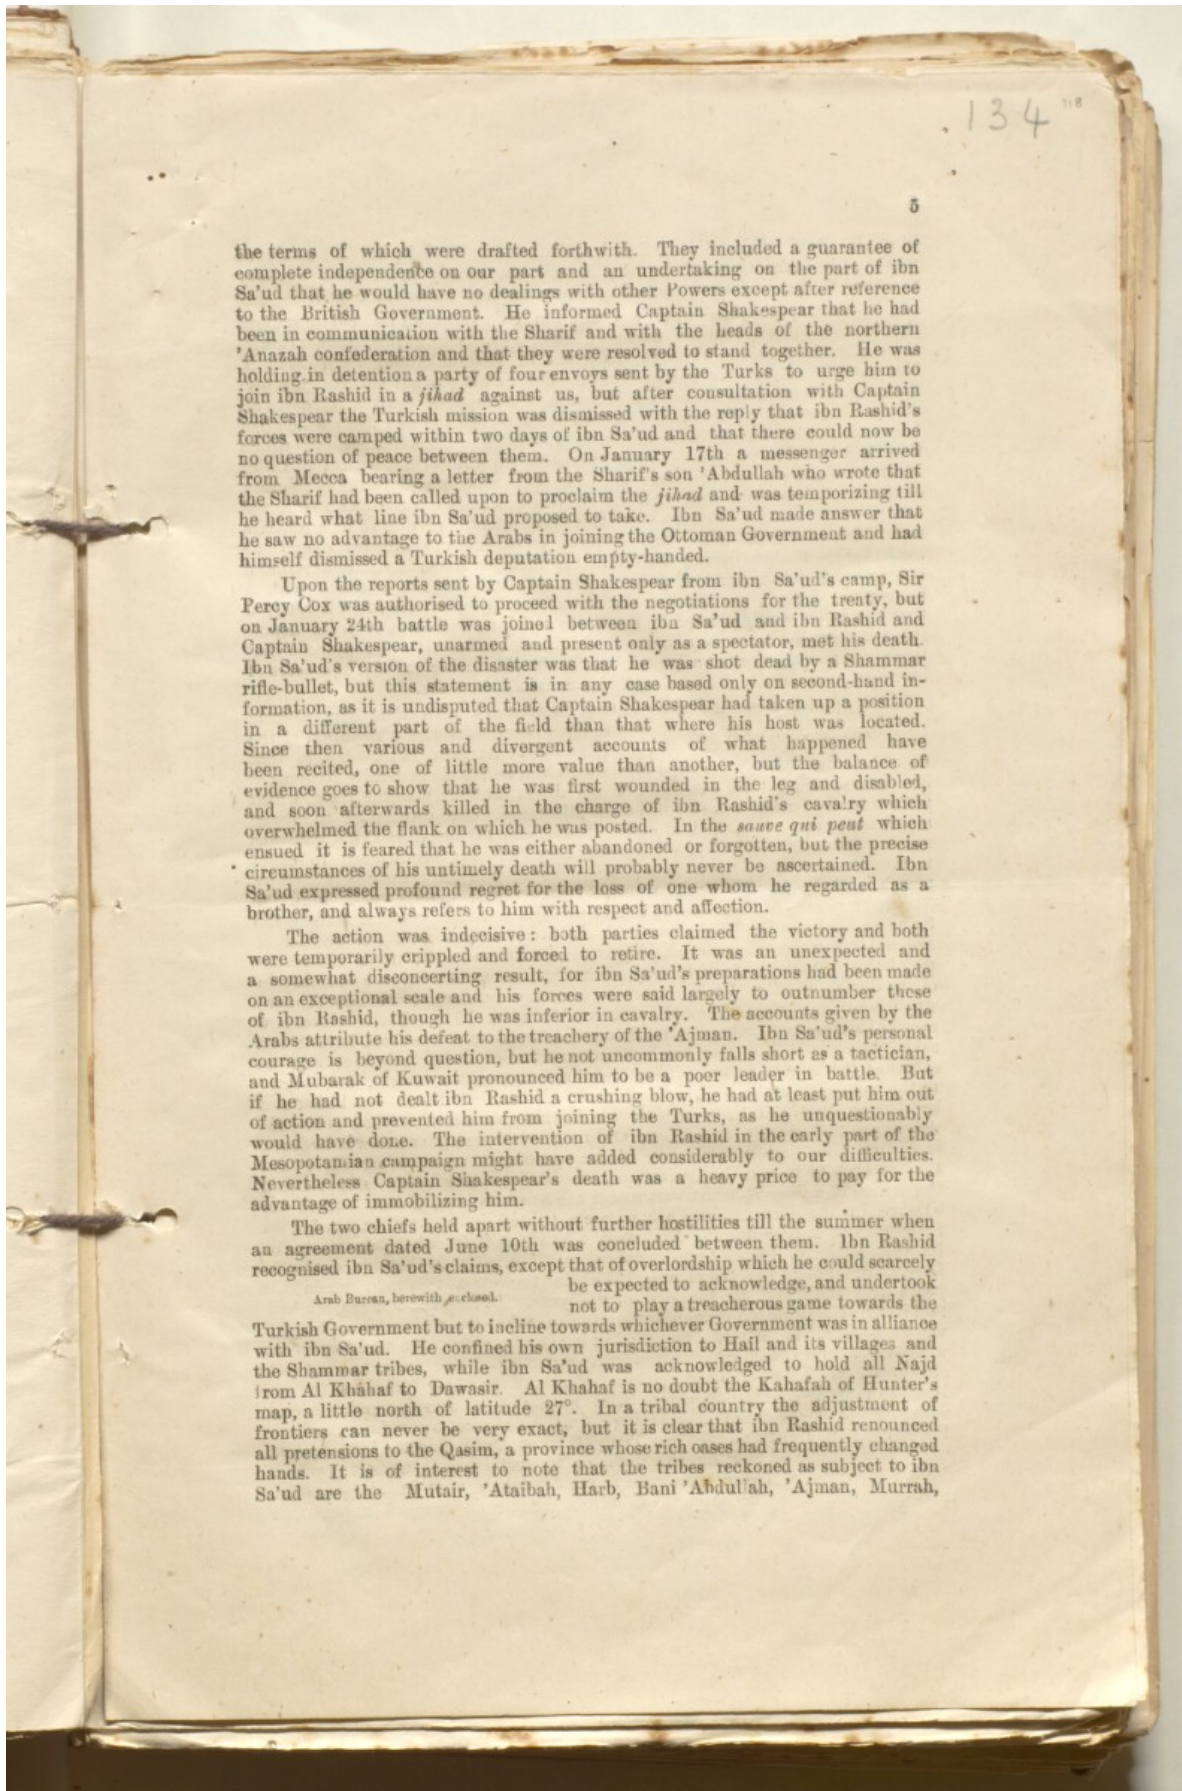 134
118
5
the terms of which were drafted forthwith. They included a guarantee of
complete independence on our part and an undertaking on the part of ibn
Sa'ud that he would have no dealings with other Powers except after reference
to the British Government. He informed Captain Shakespear that he had
been in communication with the Sharif and with the heads of the northern
'Anazah confederation and that they were resolved to stand together. He was
holding in detention a party of four envoys sent by the Turks to urge him to
join ibn Rashid in a jihad against us, but after consultation with Captain
Shakespear the Turkish mission was dismissed with the reply that ibn Rashid's
forces were camped within two days of ibn Sa'ud and that there could now be
no question of peace between them. On January 17th a messenger arrived
from Mecca bearing a letter from the Sharif's son 'Abdullah who wrote that
the Sharif had been called upon to proclaim the jihad and was temporizing till
he heard what line ibn Sa'ud proposed to take. Ibn Sa'ud made answer that
he saw no advantage to the Arabs in joining the Ottoman Government and had
himself dismissed a Turkish deputation empty-handed.
Upon the reports sent by Captain Shakespear from ibn Sa'ud's camp, Sir
Percy Cox was authorised to proceed with the negotiations for the treaty, but
on January 24th battle was joined between ibn Sa'ud and ibn Rashid and
Captain Shakespear, unarmed and present only as a spectator, met his death.
Ibn Sa'ud's version of the disaster was that he was shot dead by a Shammar
rifle-bullet, but this statement is in any case based only on second-hand in-
formation, as it is undisputed that Captain Shakespear had taken up a position
in a different part of the field than that where his host was located.
Since then various and divergent accounts of what happened have
been recited, one of little more value than another, but the balance of
evidence goes to show that he was first wounded in the leg and disabled,
and soon afterwards killed in the charge of ibn Rashid's cavalry which
overwhelmed the flank on which he was posted. In the sauve qui peut which
ensued it is feared that he was either abandoned or forgotten, but the precise
circumstances of his untimely death will probably never be ascertained. Ibn
Sa'ud expressed profound regret for the loss of one whom he regarded as a
brother, and always refers to him with respect and affection.
The action was indecisive: both parties claimed the victory and both
were temporarily crippled and forced to retire. It was an unexpected and
a somewhat disconcerting result, for ibn Sa'ud's preparations had been made
on an exceptional scale and his forces were said largely to outnumber those
of ibn Rashid, though he was inferior in cavalry. The accounts given by the
Arabs attribute his defeat to the treachery of the 'Ajman. Ibn Sa'ud's personal
courage is beyond question, but he not uncommonly falls short as a tactician,
and Mubarak of Kuwait pronounced him to be a poor leader in battle. But
if he had not dealt ibn Rashid a crushing blow, he had at least put him out
of action and prevented him from joining the Turks, as he unquestionably
would have done. The intervention of ibn Rashid in the early part of the
Mesopotamian campaign might have added considerably to our difficulties.
Nevertheless Captain Shakespear's death was a heavy price to pay for the
advantage of immobilizing him.
The two chiefs held apart without further hostilities till the summer when
an agreement dated June 10th was concluded between them. Ibn Rashid
recognised ibn Sa'ud's claims, except that of overlordship which he could scarcely
be expected to acknowledge, and undertook
Arab Bureau, herewith enclosed.
not to play a treacherous game towards the
Turkish Government but to incline towards whichever Government was in alliance
with ibn Sa'ud. He confined his own jurisdiction to Hail and its villages and
the Shammar tribes, while ibn Sa'ud was acknowledged to hold all Najd
from Al Khahaf to Dawasir. Al Khahaf is no doubt the Kahafah of Hunter's
map, a little north of latitude 27°. In a tribal country the adjustment of
frontiers can never be very exact, but it is clear that ibn Rashid renounced
all pretensions to the Qasim, a province whose rich oases had frequently changed
hands. It is of interest to note that the tribes reckoned as subject to ibn
Sa'ud are the Mutair, 'Ataibah, Harb, Bani 'Abdullah, 'Ajman, Murrah,